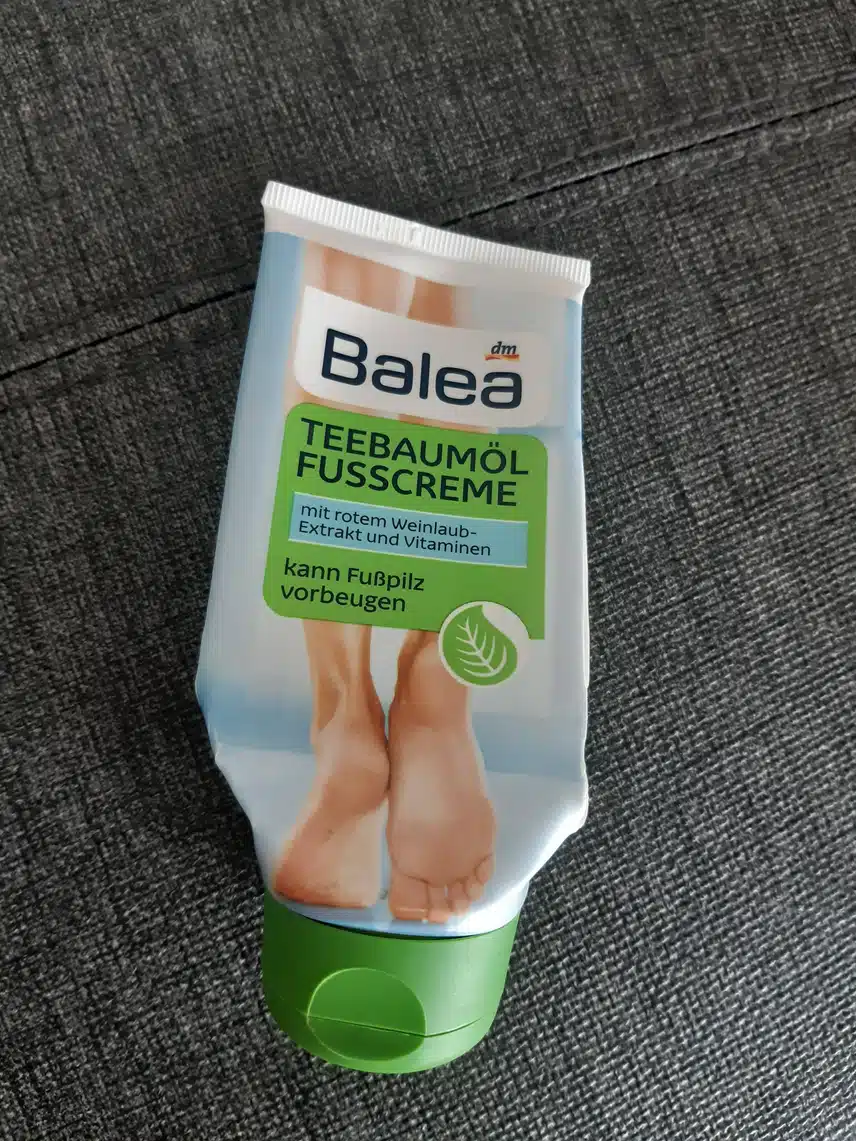 dm
Balea
TEEBAUMÖL
FUSSCREME
mit rotem Weinlaub-
Extrakt und Vitaminen
kann Fußpilz
vorbeugen